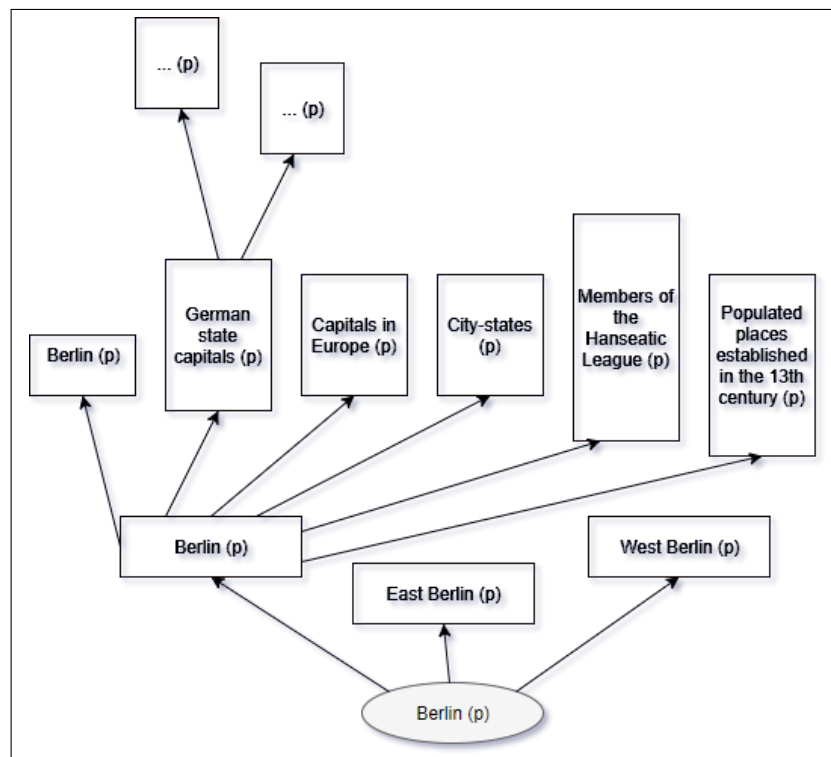 ... (p)
... (p)
German
state
capitals (p)
Capitals in
Europe (p)
City-states
(p)
Members of
the
Hanseatic
League (p)
Populated
places
established
in the 13th
century (p)
Berlin (p)
Berlin (p)
East Berlin (p)
West Berlin (p)
Berlin (p)